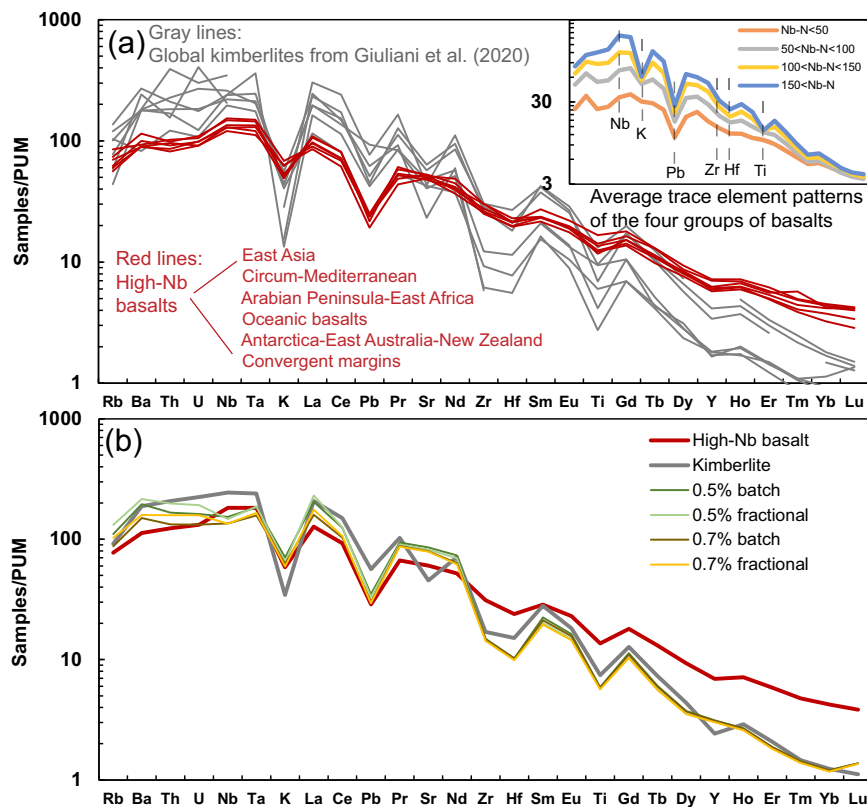 1000
100
10
1
Samples/PUM
(a)
Gray lines:
Global kimberlites from Giuliani et al. (2020)
Red lines:
High-Nb
basalts
East Asia
Circum-Mediterranean
Arabian Peninsula-East Africa
Oceanic basalts
Antarctica-East Australia-New Zealand
Convergent margins
30
3
Nb-N<50
50<Nb-N<100
100<Nb-N<150
150<Nb-N
Nb
K
Pb
Zr
Hf
Ti
Average trace element patterns
of the four groups of basalts
Rb Ba Th U Nb Ta K La Ce Pb Pr Sr Nd Zr Hf Sm Eu Ti Gd Tb Dy Y Ho Er Tm Yb Lu
1000
100
10
1
Samples/PUM
(b)
High-Nb basalt
Kimberlite
0.5% batch
0.5% fractional
0.7% batch
0.7% fractional
Rb Ba Th U Nb Ta K La Ce Pb Pr Sr Nd Zr Hf Sm Eu Ti Gd Tb Dy Y Ho Er Tm Yb Lu